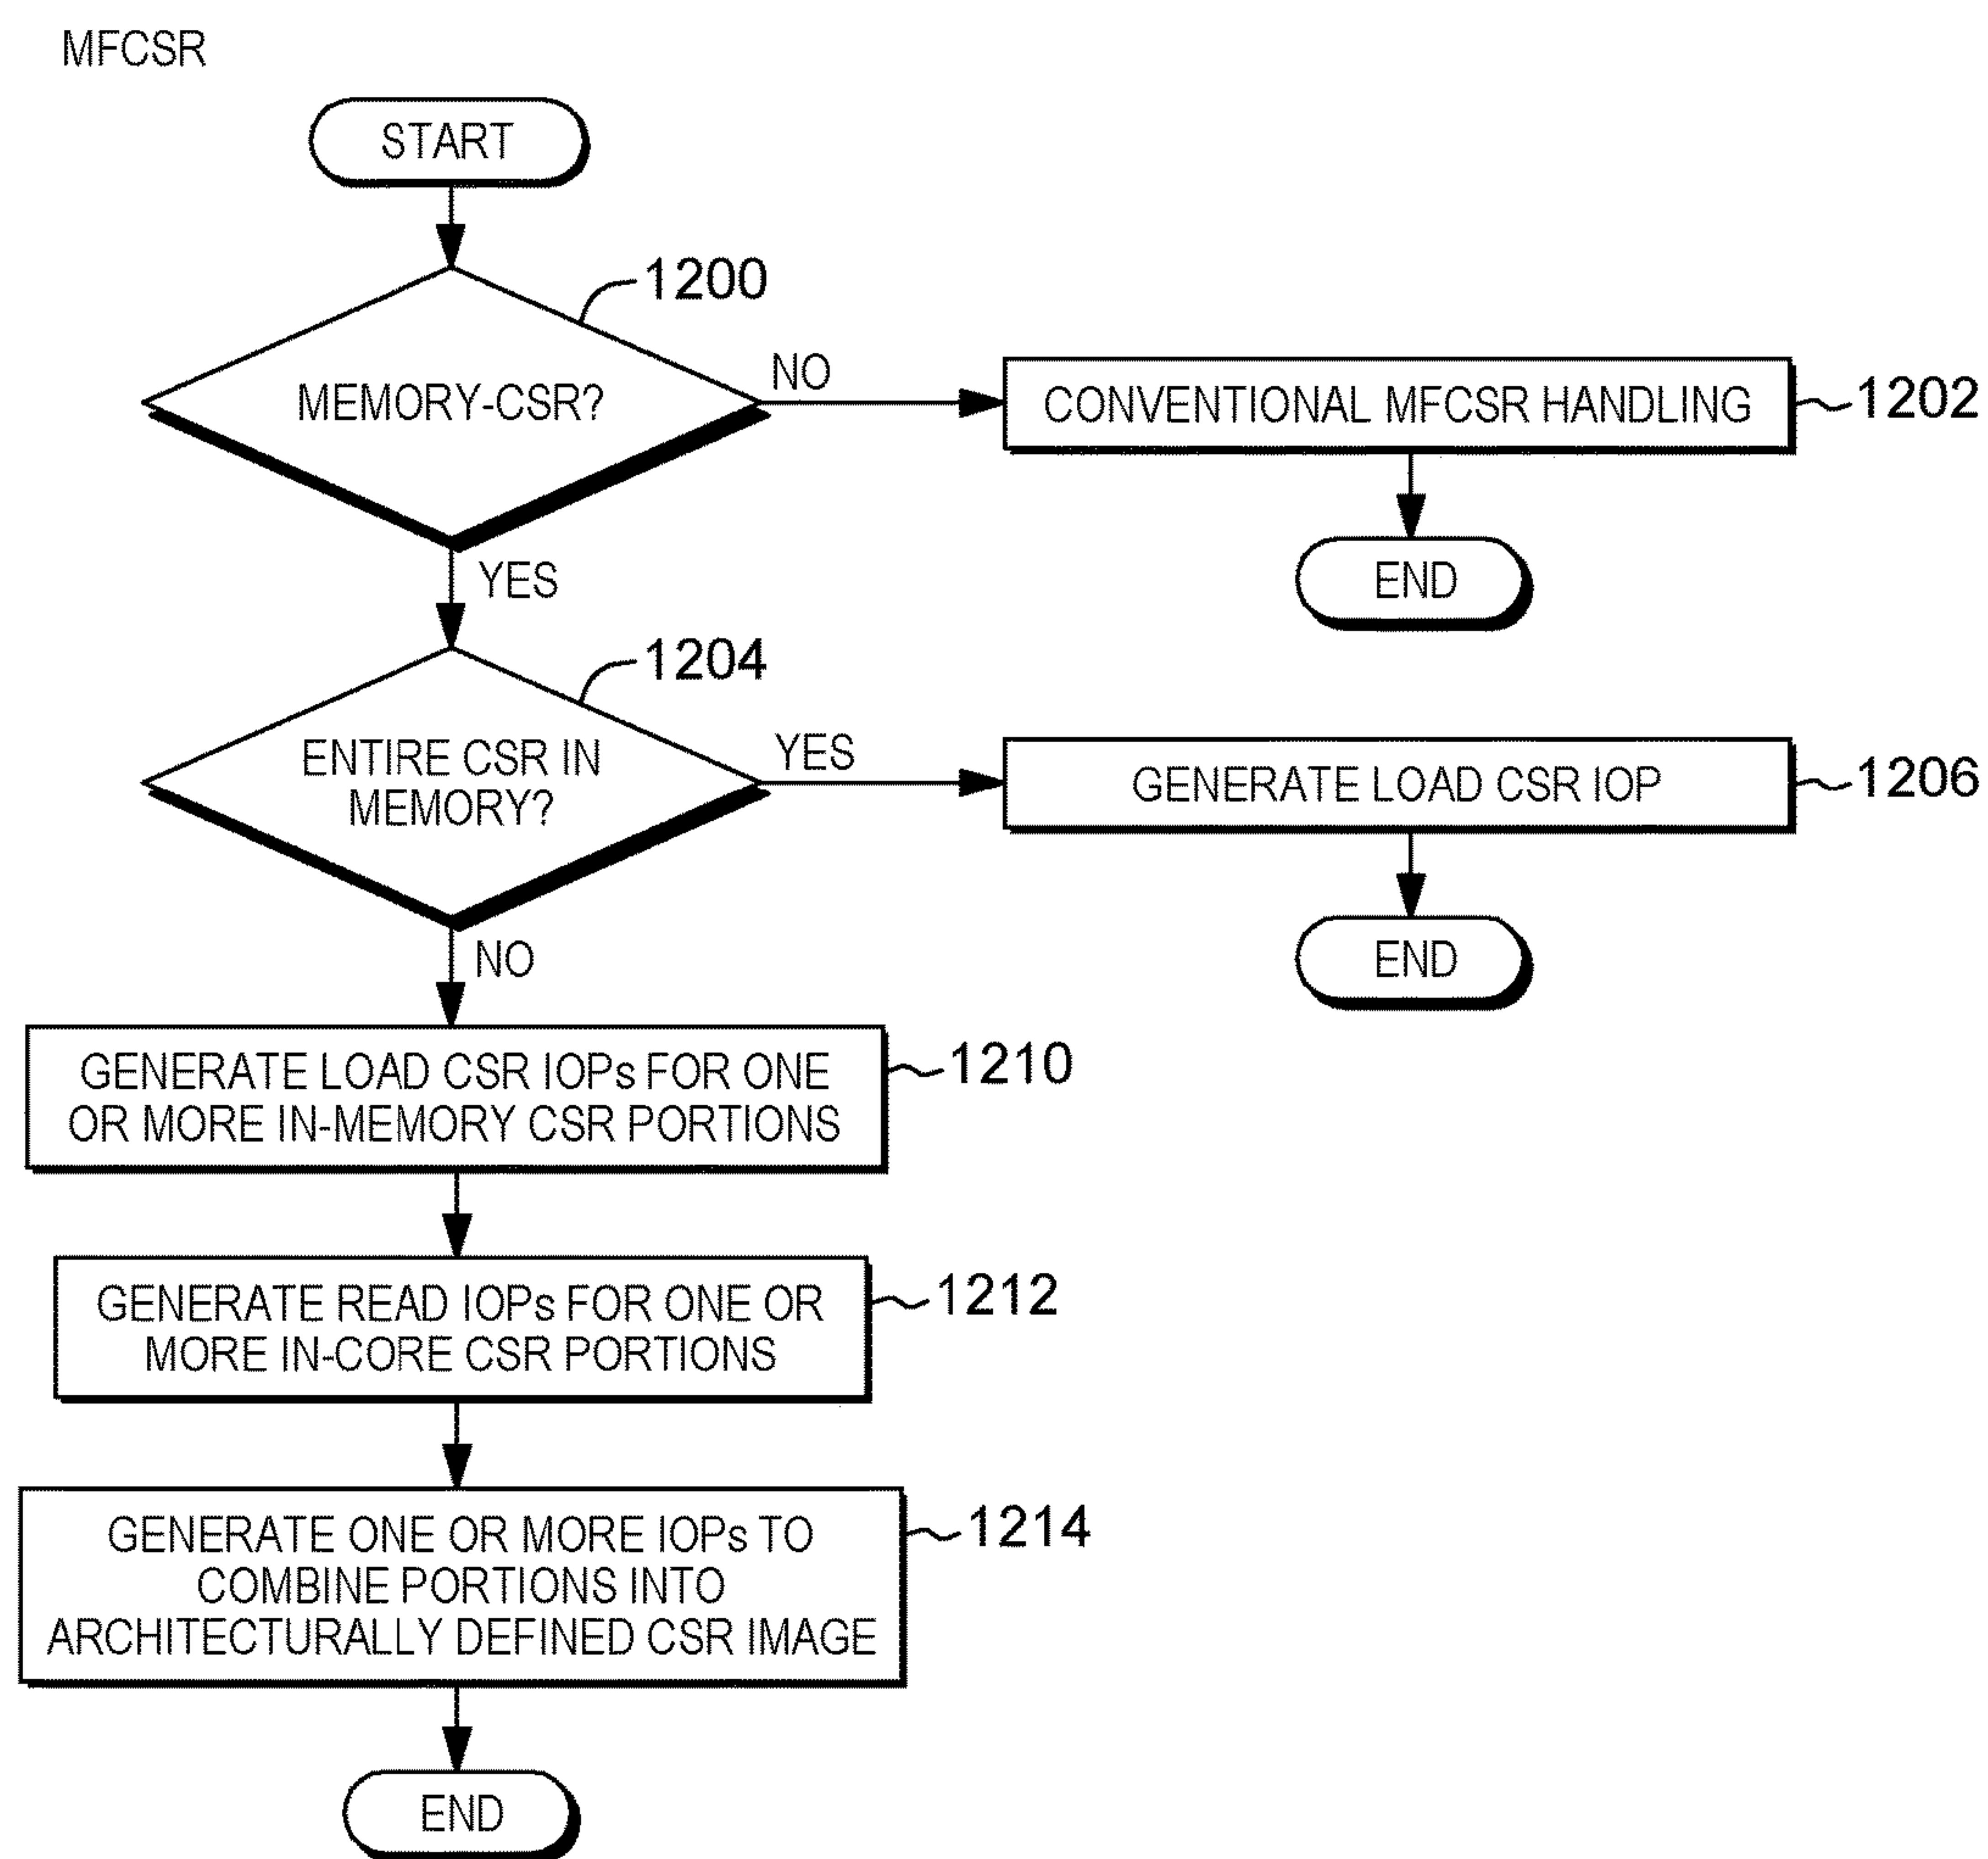 MFCSR
START
1200
MEMORY-CSR?
NO
CONVENTIONAL MFCSR HANDLING
1202
END
YES
1204
ENTIRE CSR IN
MEMORY?
YES
GENERATE LOAD CSR IOP
1206
END
NO
GENERATE LOAD CSR IOPs FOR ONE
OR MORE IN-MEMORY CSR PORTIONS
1210
GENERATE READ IOPs FOR ONE OR
MORE IN-CORE CSR PORTIONS
1212
GENERATE ONE OR MORE IOPs TO
COMBINE PORTIONS INTO
ARCHITECTURALLY DEFINED CSR IMAGE
1214
END